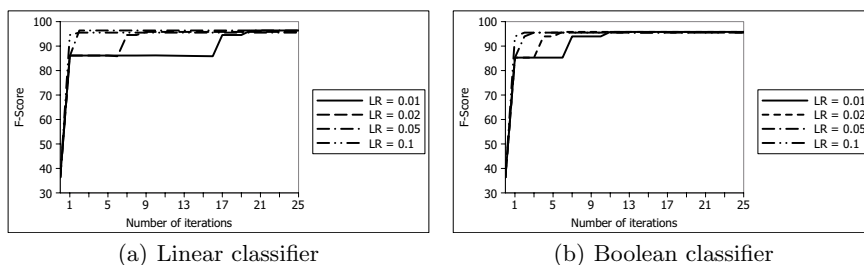 100
90
80
70
60
50
40
30
F-Score
1 5 9 13 17 21 25
Number of iterations
LR = 0.01
LR = 0.02
LR = 0.05
LR = 0.1
(a) Linear classifier
100
90
80
70
60
50
40
30
F-Score
1 5 9 13 17 21 25
Number of iterations
LR = 0.01
LR = 0.02
LR = 0.05
LR = 0.1
(b) Boolean classifier